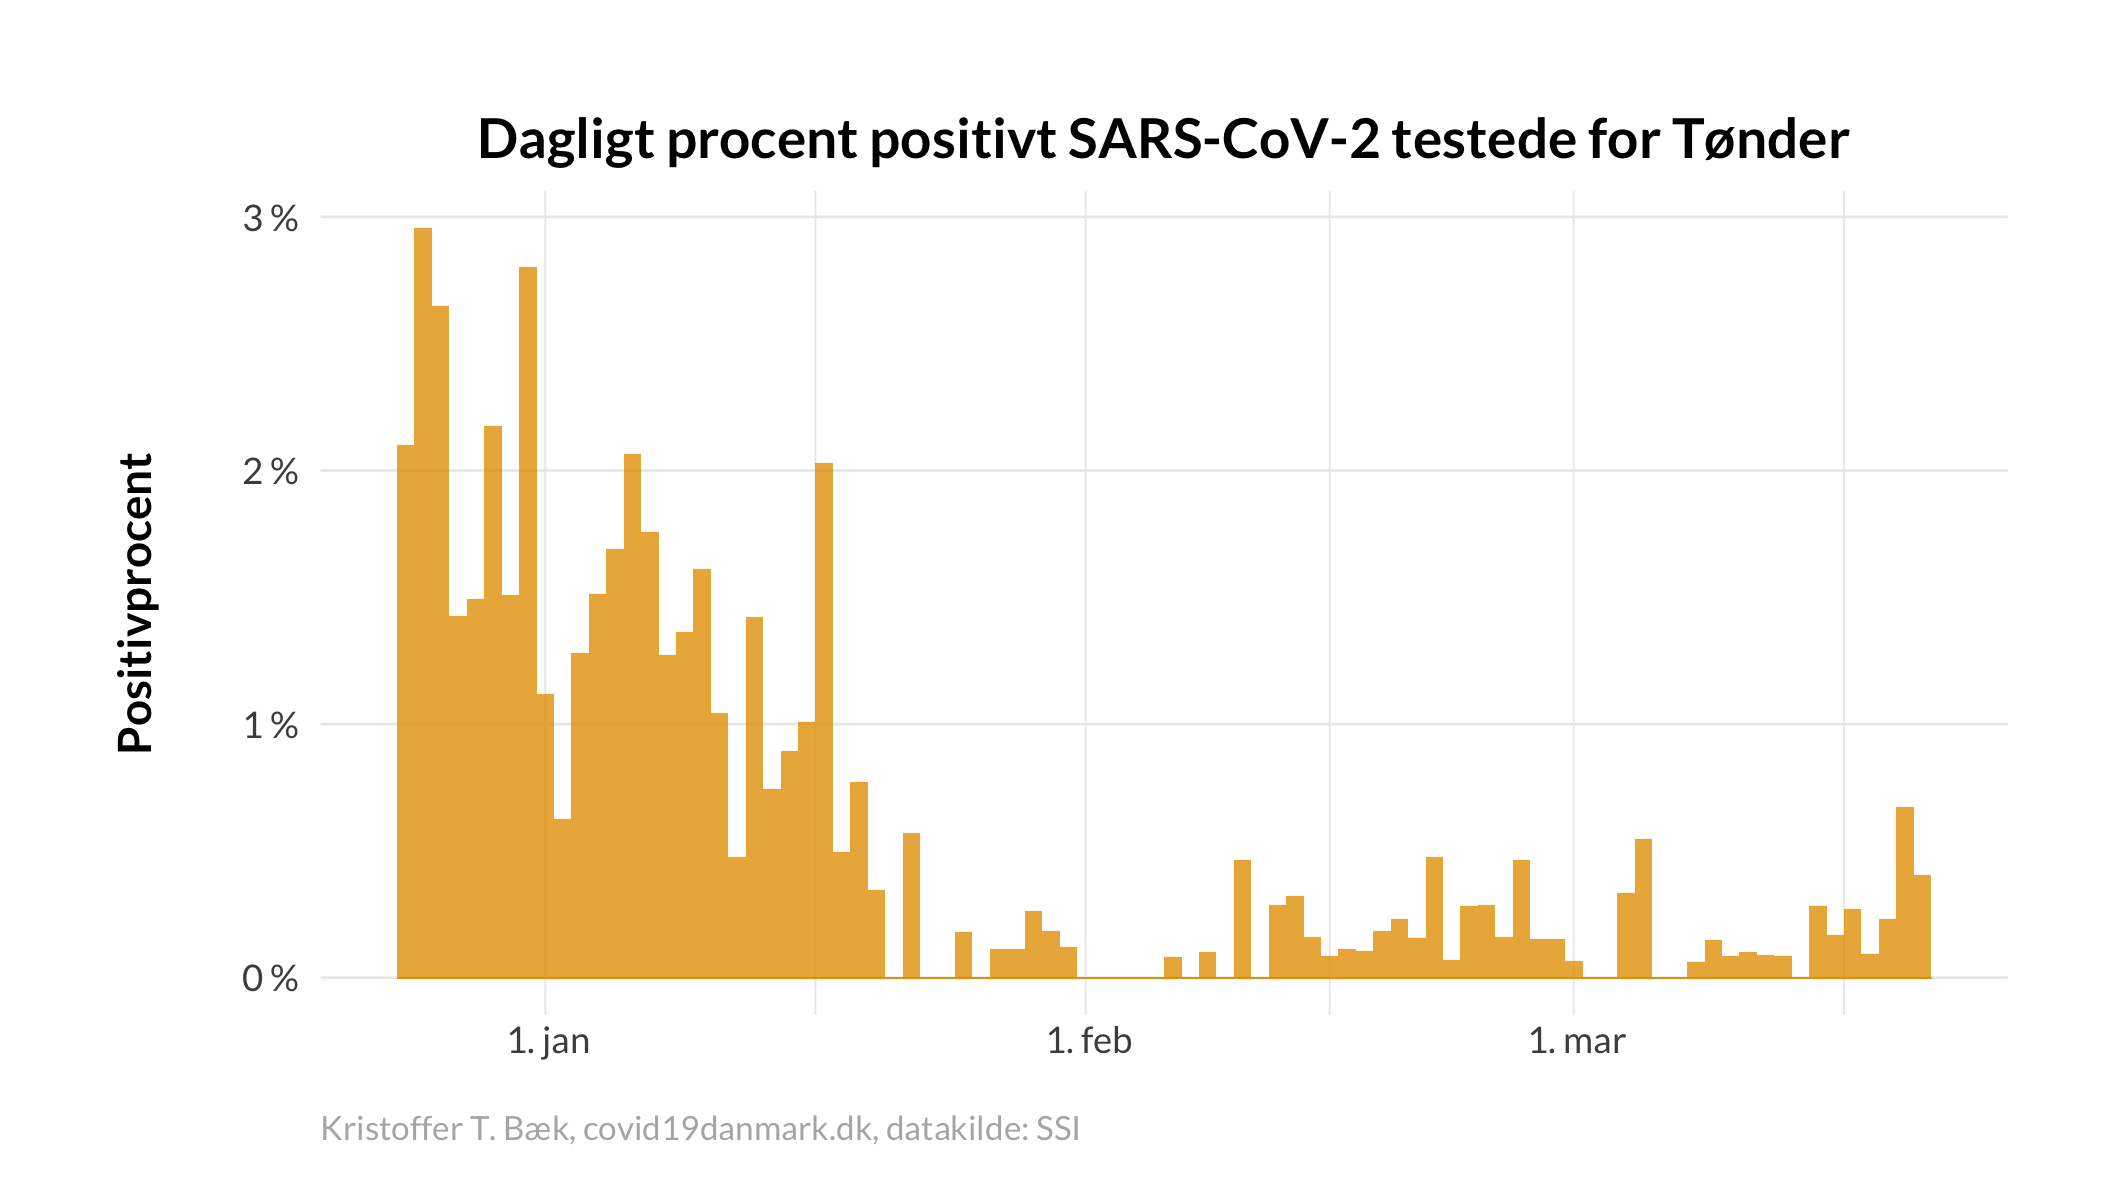 Dagligt procent positivt SARS-CoV-2 testede for Tønder
Positivprocent
3 %
2 %
1 %
0 %
1. jan
1. feb
1. mar
Kristoffer T. Bæk, covid19danmark.dk, datakilde: SSI